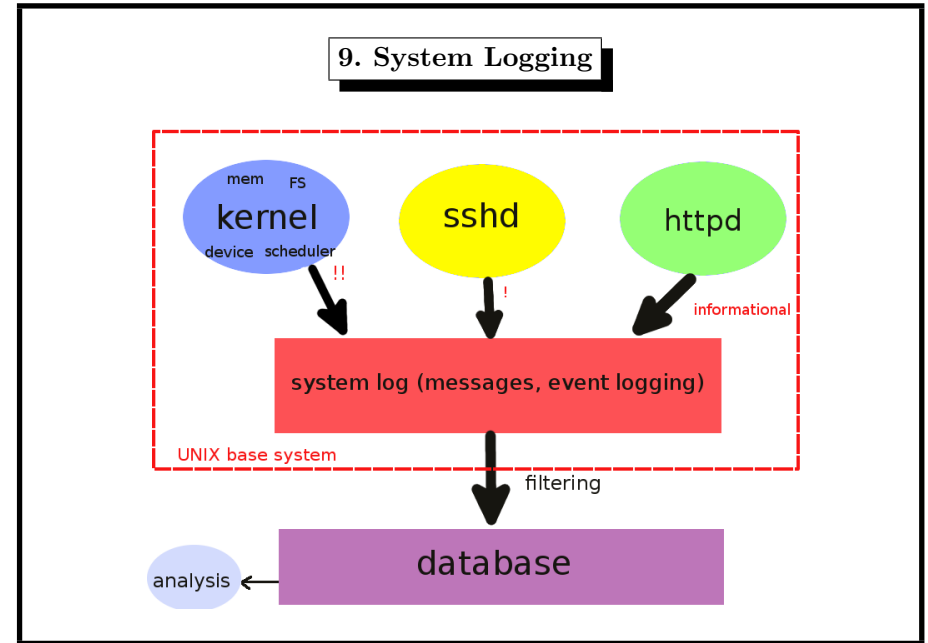 9. System Logging
mem
FS
kernel
device scheduler
sshd
httpd
!!
!
informational
system log (messages, event logging)
UNIX base system
filtering
database
analysis